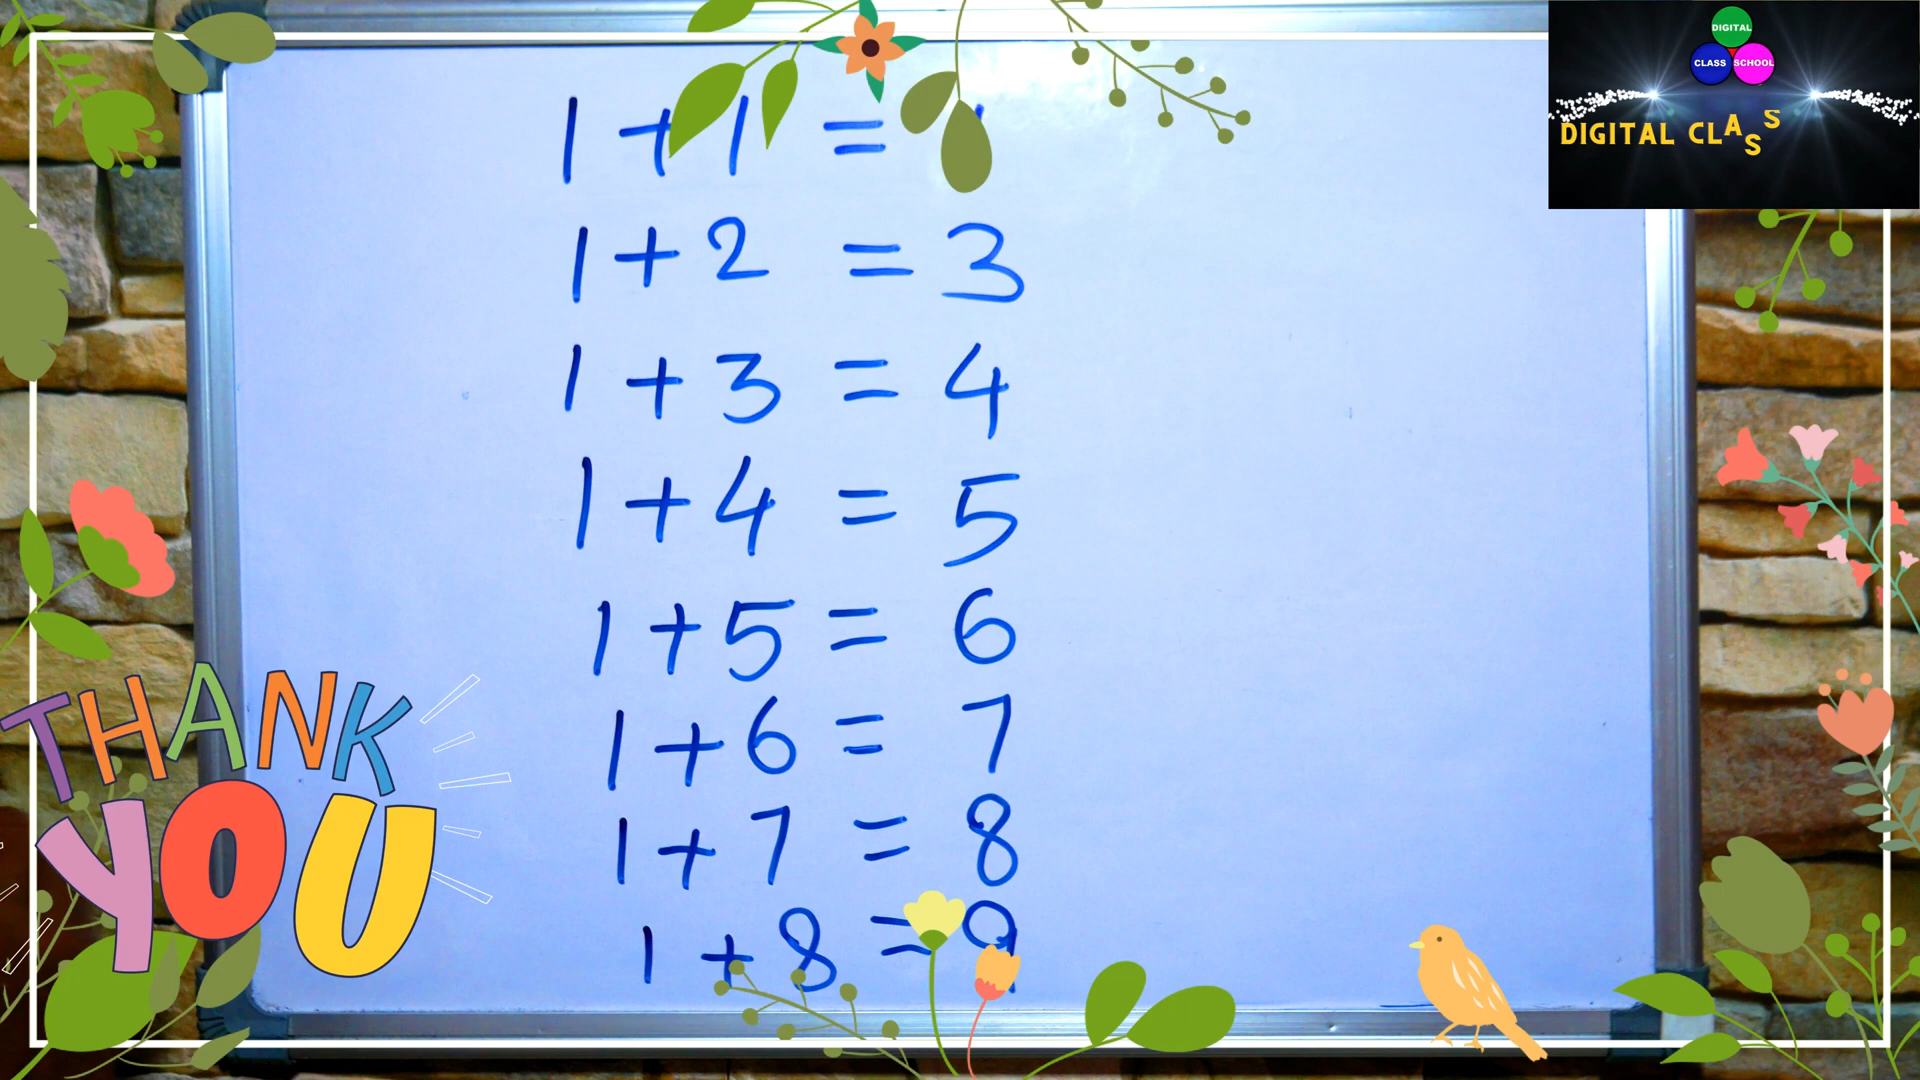 1 + 1 =
1 + 2 = 3
1 + 3 = 4
1 + 4 = 5
1 + 5 = 6
1 + 6 = 7
1 + 7 = 8
1 + 8 = 9
DIGITAL
CLASS SCHOOL
DIGITAL CLASS
THANK
YOU